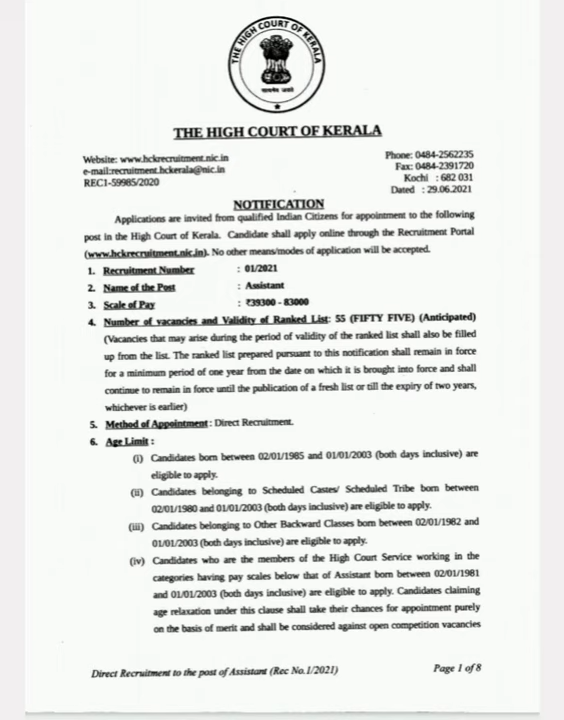 THE HIGH COURT OF KERALA
सत्यमेव जयते
THE HIGH COURT OF KERALA
Website: www.hckrecruitment.nic.in
e-mail:recruitment.hckerala@nic.in
REC1-59985/2020
Phone: 0484-2562235
Fax: 0484-2391720
Kochi : 682 031
Dated : 29.06.2021
NOTIFICATION
Applications are invited from qualified Indian Citizens for appointment to the following
post in the High Court of Kerala. Candidate shall apply online through the Recruitment Portal
(www.hckrecruitment.nic.in). No other means/modes of application will be accepted.
1. Recruitment Number : 01/2021
2. Name of the Post : Assistant
3. Scale of Pay : ₹39300 - 83000
4. Number of vacancies and Validity of Ranked List: 55 (FIFTY FIVE) (Anticipated)
(Vacancies that may arise during the period of validity of the ranked list shall also be filled
up from the list. The ranked list prepared pursuant to this notification shall remain in force
for a minimum period of one year from the date on which it is brought into force and shall
continue to remain in force until the publication of a fresh list or till the expiry of two years,
whichever is earlier)
5. Method of Appointment: Direct Recruitment.
6. Age Limit :
(i) Candidates born between 02/01/1985 and 01/01/2003 (both days inclusive) are
eligible to apply.
(ii) Candidates belonging to Scheduled Castes/ Scheduled Tribe born between
02/01/1980 and 01/01/2003 (both days inclusive) are eligible to apply.
(iii) Candidates belonging to Other Backward Classes born between 02/01/1982 and
01/01/2003 (both days inclusive) are eligible to apply.
(iv) Candidates who are the members of the High Court Service working in the
categories having pay scales below that of Assistant born between 02/01/1981
and 01/01/2003 (both days inclusive) are eligible to apply. Candidates claiming
age relaxation under this clause shall take their chances for appointment purely
on the basis of merit and shall be considered against open competition vacancies
Direct Recruitment to the post of Assistant (Rec No.1/2021)
Page 1 of 8